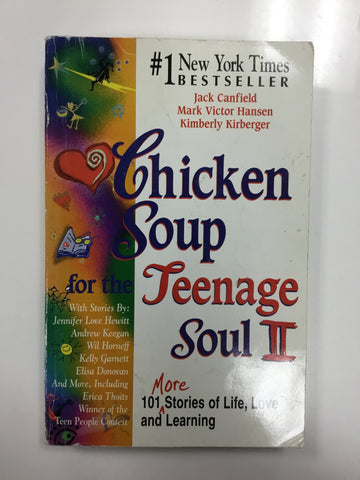 #1 New York Times
BESTSELLER
Jack Canfield
Mark Victor Hansen
Kimberly Kirberger
Chicken
Soup
for the Teenage
Soul II
With Stories By:
Jennifer Love Hewitt
Andrew Keegan
Wil Horneff
Kelly Garnett
Elisa Donovan
And More, Including
Erica Thoits
Winner of the
Teen People Contest
More
101 Stories of Life, Love
and Learning